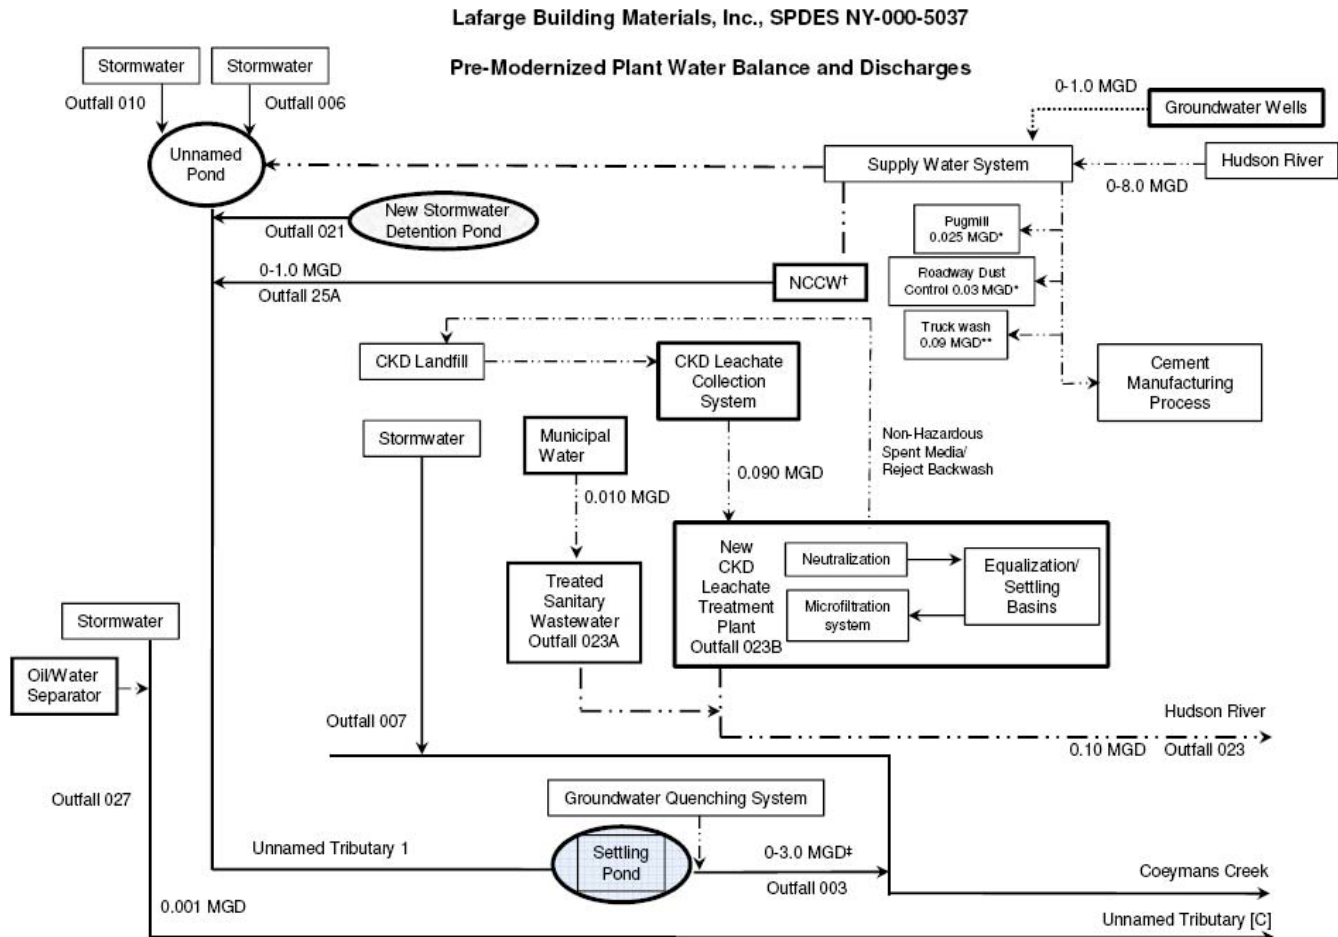 Lafarge Building Materials, Inc., SPDES NY-000-5037
Pre-Modernized Plant Water Balance and Discharges
Stormwater
Stormwater
Outfall 010
Outfall 006
0-1.0 MGD
Groundwater Wells
Unnamed
Pond
Supply Water System
Hudson River
0-8.0 MGD
New Stormwater
Detention Pond
Outfall 021
Pugmill
0.025 MGD*
0-1.0 MGD
Outfall 25A
NCCW†
Roadway Dust
Control 0.03 MGD*
Truck wash
0.09 MGD**
CKD Landfill
CKD Leachate
Collection
System
Cement
Manufacturing
Process
Stormwater
Municipal
Water
Non-Hazardous
Spent Media/
Reject Backwash
0.090 MGD
0.010 MGD
New
CKD
Leachate
Treatment
Plant
Outfall 023B
Neutralization
Equalization/
Settling
Basins
Microfiltration
system
Treated
Sanitary
Wastewater
Outfall 023A
Stormwater
Oil/Water
Separator
Outfall 007
Hudson River
0.10 MGD
Outfall 023
Outfall 027
Groundwater Quenching System
Unnamed Tributary 1
Settling
Pond
0-3.0 MGD‡
Outfall 003
Coeymans Creek
0.001 MGD
Unnamed Tributary [C]